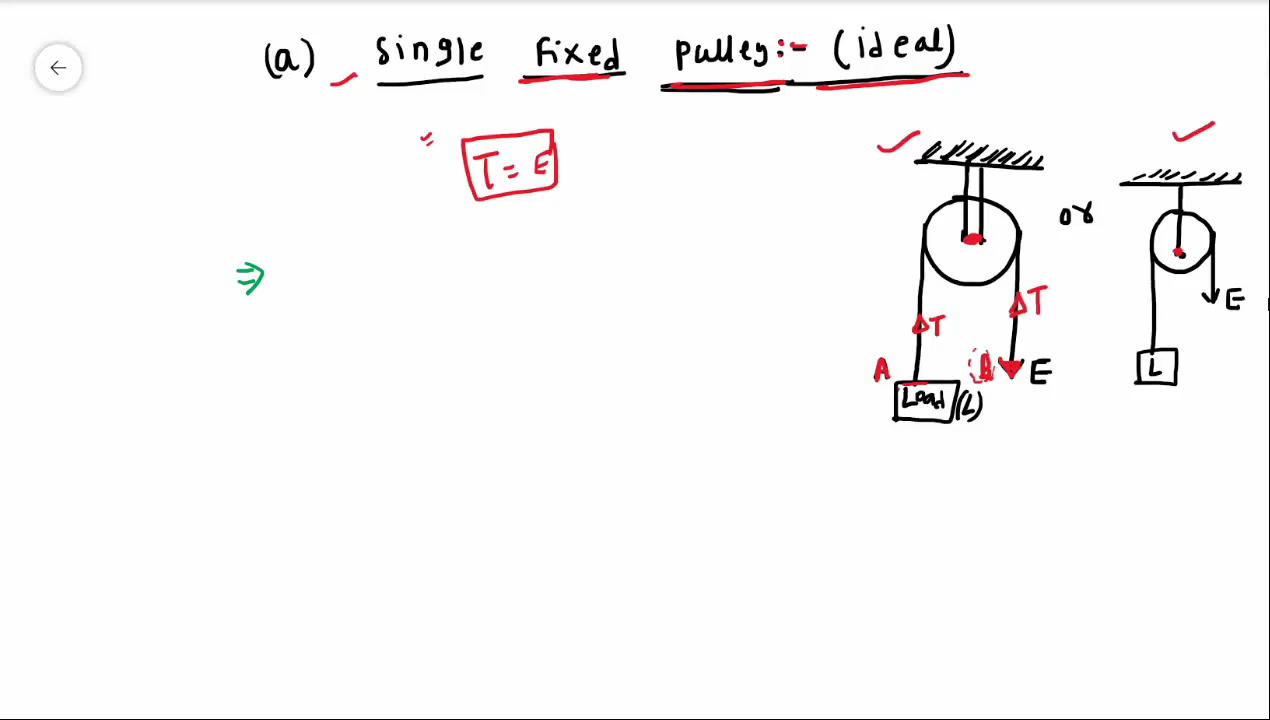 (a) Single Fixed Pulley:- (ideal)
T = E
or
T
T
E
A
B
E
Load (L)
L